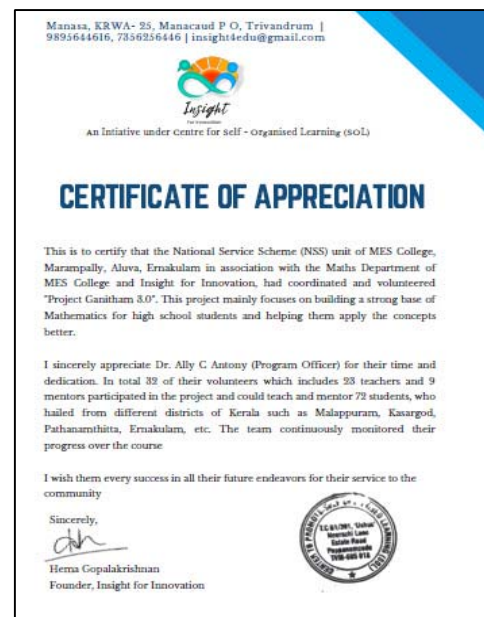 Manasa, KRWA- 25, Manacaud P O, Trivandrum |
9895644616, 7356256446 | insight4edu@gmail.com
Insight
For Innovation
An Intiative under Centre for Self - Organised Learning (SOL)
CERTIFICATE OF APPRECIATION
This is to certify that the National Service Scheme (NSS) unit of MES College,
Marampally, Aluva, Ernakulam in association with the Maths Department of
MES College and Insight for Innovation, had coordinated and volunteered
"Project Ganitham 3.0". This project mainly focuses on building a strong base of
Mathematics for high school students and helping them apply the concepts
better.
I sincerely appreciate Dr. Ally C Antony (Program Officer) for their time and
dedication. In total 32 of their volunteers which includes 23 teachers and 9
mentors participated in the project and could teach and mentor 72 students, who
hailed from different districts of Kerala such as Malappuram, Kasargod,
Pathanamthitta, Ernakulam, etc. The team continuously monitored their
progress over the course
I wish them every success in all their future endeavors for their service to the
community
Sincerely,
Hema Gopalakrishnan
Founder, Insight for Innovation
Estate Road